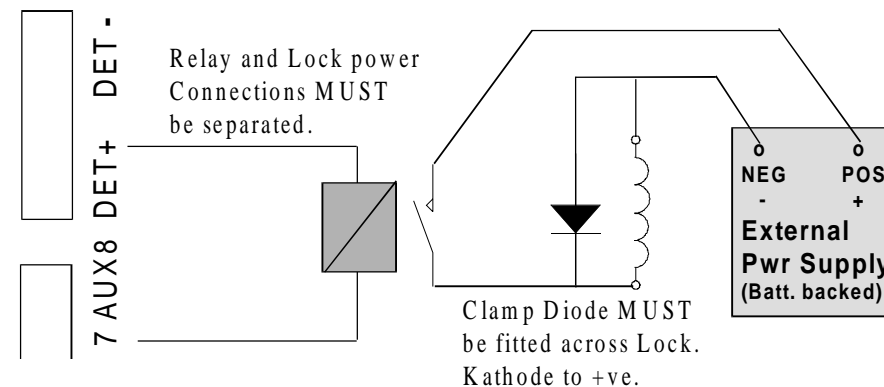 DET -
DET+
7 AUX8
Relay and Lock power
Connections MUST
be separated.
o o
NEG POS
- +
External
Pwr Supply
(Batt. backed)
Clamp Diode MUST
be fitted across Lock.
Kathode to +ve.